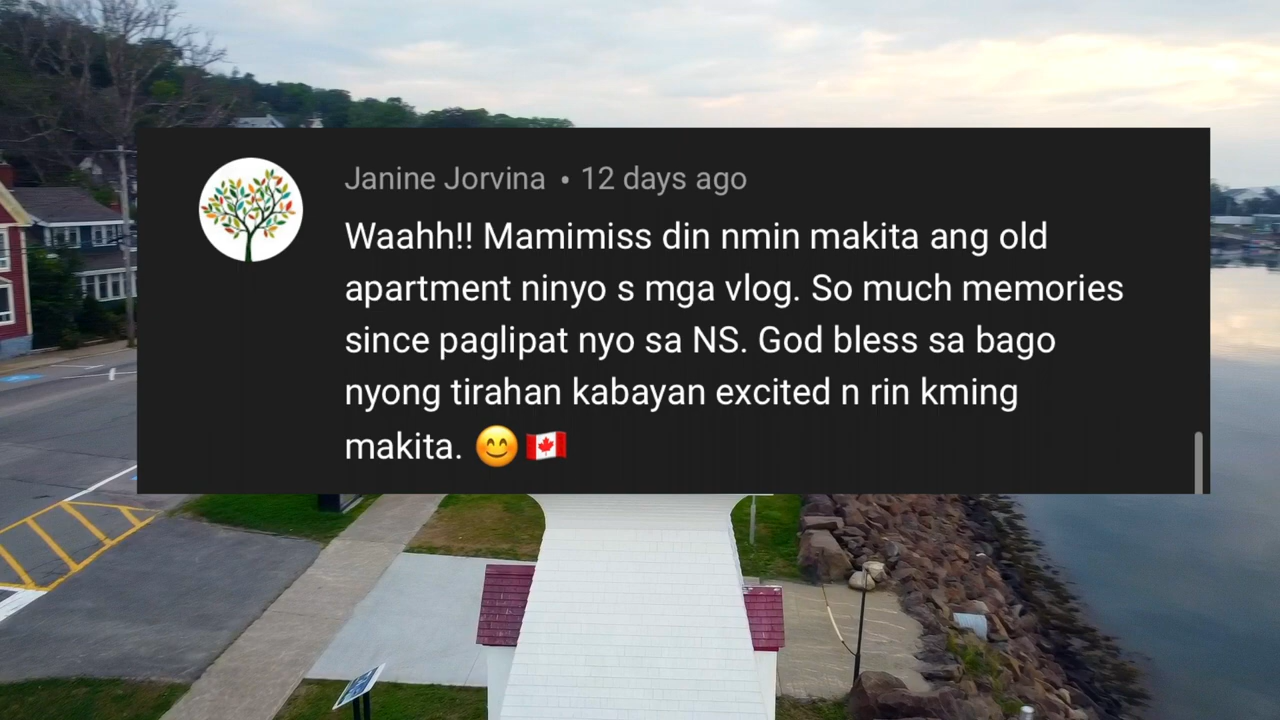 Janine Jorvina • 12 days ago
Waahh!! Mamimiss din nmin makita ang old
apartment ninyo s mga vlog. So much memories
since paglipat nyo sa NS. God bless sa bago
nyong tirahan kabayan excited n rin kming
makita. 😊🇨🇦